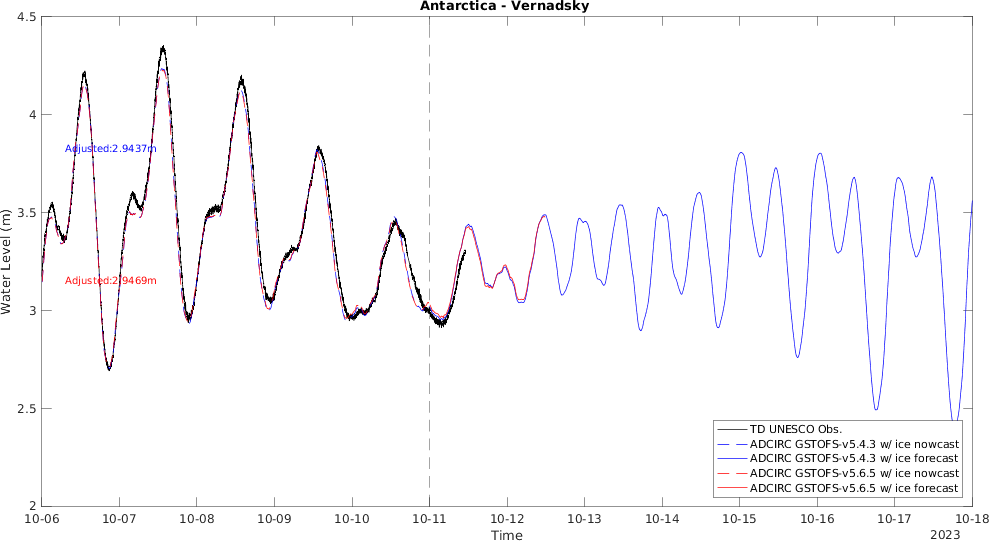 Antarctica - Vernadsky
4.5
4
3.5
3
2.5
2
Water Level (m)
Adjusted:2.9437m
Adjusted:2.9469m
TD UNESCO Obs.
ADCIRC GSTOFS-v5.4.3 w/ ice nowcast
ADCIRC GSTOFS-v5.4.3 w/ ice forecast
ADCIRC GSTOFS-v5.6.5 w/ ice nowcast
ADCIRC GSTOFS-v5.6.5 w/ ice forecast
10-06 10-07 10-08 10-09 10-10 10-11 10-12 10-13 10-14 10-15 10-16 10-17 10-18
Time
2023